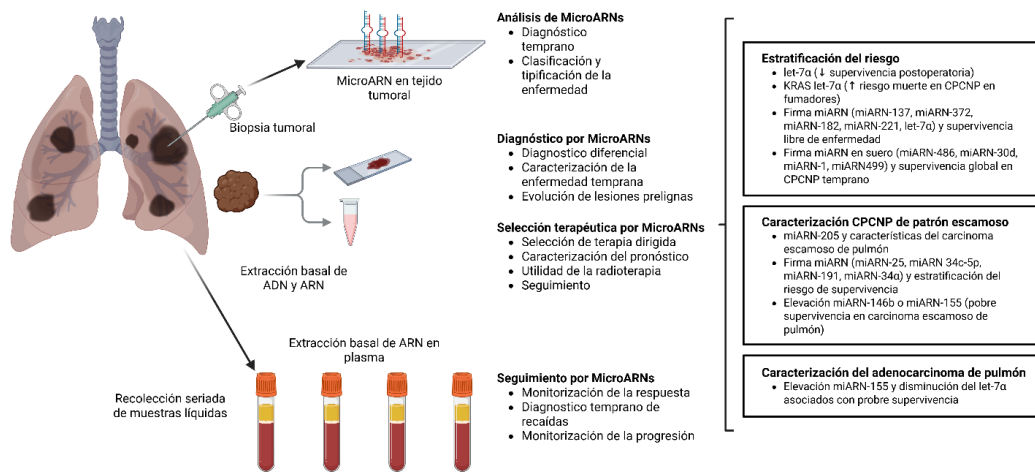 MicroARN en tejido
tumoral
Biopsia tumoral
Extracción basal de
ADN y ARN
Extracción basal de ARN en
plasma
Recolección seriada
de muestras líquidas
Análisis de MicroARNs
• Diagnóstico
temprano
• Clasificación y
tipificación de la
enfermedad
Diagnóstico por MicroARNs
• Diagnostico diferencial
• Caracterización de la
enfermedad temprana
• Evolución de lesiones prelignas
Selección terapéutica por MicroARNs
• Selección de terapia dirigida
• Caracterización del pronóstico
• Utilidad de la radioterapia
• Seguimiento
Seguimiento por MicroARNs
• Monitorización de la respuesta
• Diagnostico temprano de
recaídas
• Monitorización de la progresión
Estratificación del riesgo
• let-7α (↓ supervivencia postoperatoria)
• KRAS let-7α (↑ riesgo muerte en CPCNP en
fumadores)
• Firma miARN (miARN-137, miARN-372,
miARN-182, miARN-221, let-7α) y supervivencia
libre de enfermedad
• Firma miARN en suero (miARN-486, miARN-30d,
miARN-1, miARN499) y supervivencia global en
CPCNP temprano
Caracterización CPCNP de patrón escamoso
• miARN-205 y características del carcinoma
escamoso de pulmón
• Firma miARN (miARN-25, miARN 34c-5p,
miARN-191, miARN-34α) y estratificación del
riesgo de supervivencia
• Elevación miARN-146b o miARN-155 (pobre
supervivencia en carcinoma escamoso de
pulmón)
Caracterización del adenocarcinoma de pulmón
• Elevación miARN-155 y disminución del let-7α
asociados con probre supervivencia